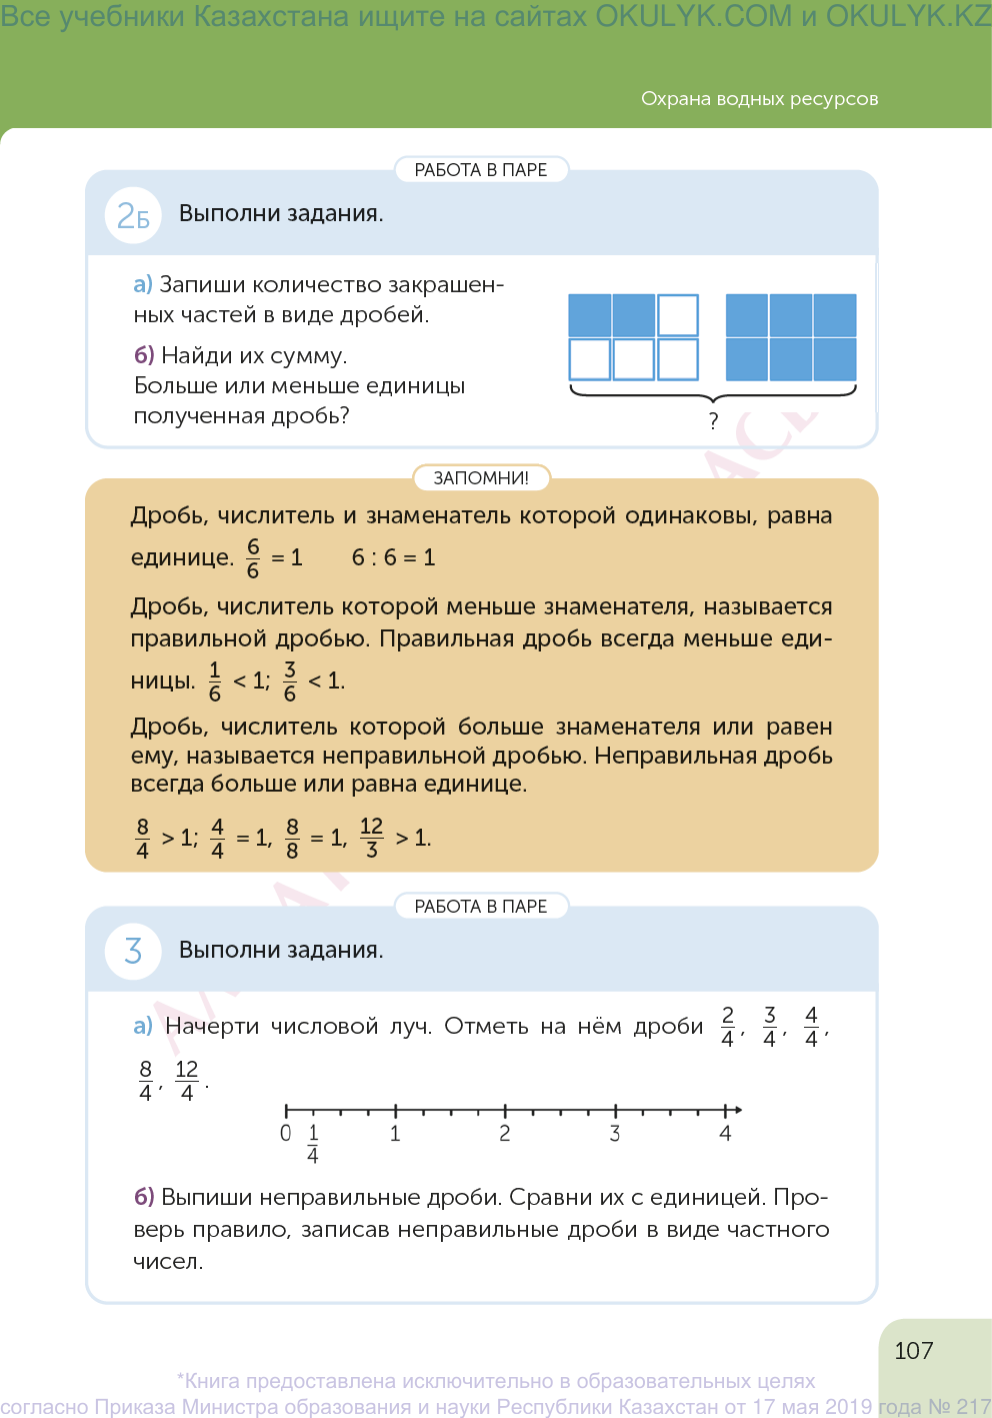 Все учебники Казахстана ищите на сайтах OKULYK.COM и OKULYK.KZ
Охрана водных ресурсов
РАБОТА В ПАРЕ
2Б Выполни задания.
а) Запиши количество закрашен-
ных частей в виде дробей.
б) Найди их сумму.
Больше или меньше единицы
полученная дробь?
?
ЗАПОМНИ!
Дробь, числитель и знаменатель которой одинаковы, равна
единице. 6/6 = 1 6 : 6 = 1
Дробь, числитель которой меньше знаменателя, называется
правильной дробью. Правильная дробь всегда меньше еди-
ницы. 1/6 < 1; 3/6 < 1.
Дробь, числитель которой больше знаменателя или равен
ему, называется неправильной дробью. Неправильная дробь
всегда больше или равна единице.
8/4 > 1; 4/4 = 1, 8/8 = 1, 12/3 > 1.
РАБОТА В ПАРЕ
3 Выполни задания.
а) Начерти числовой луч. Отметь на нём дроби 2/4, 3/4, 4/4,
8/4, 12/4.
0 1/4 1 2 3 4
б) Выпиши неправильные дроби. Сравни их с единицей. Про-
верь правило, записав неправильные дроби в виде частного
чисел.
107
*Книга предоставлена исключительно в образовательных целях
согласно Приказа Министра образования и науки Республики Казахстан от 17 мая 2019 года № 217